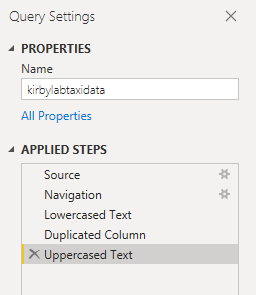 Query Settings
PROPERTIES
Name
kirbylabtaxidata
All Properties
APPLIED STEPS
Source
Navigation
Lowercased Text
Duplicated Column
Uppercased Text